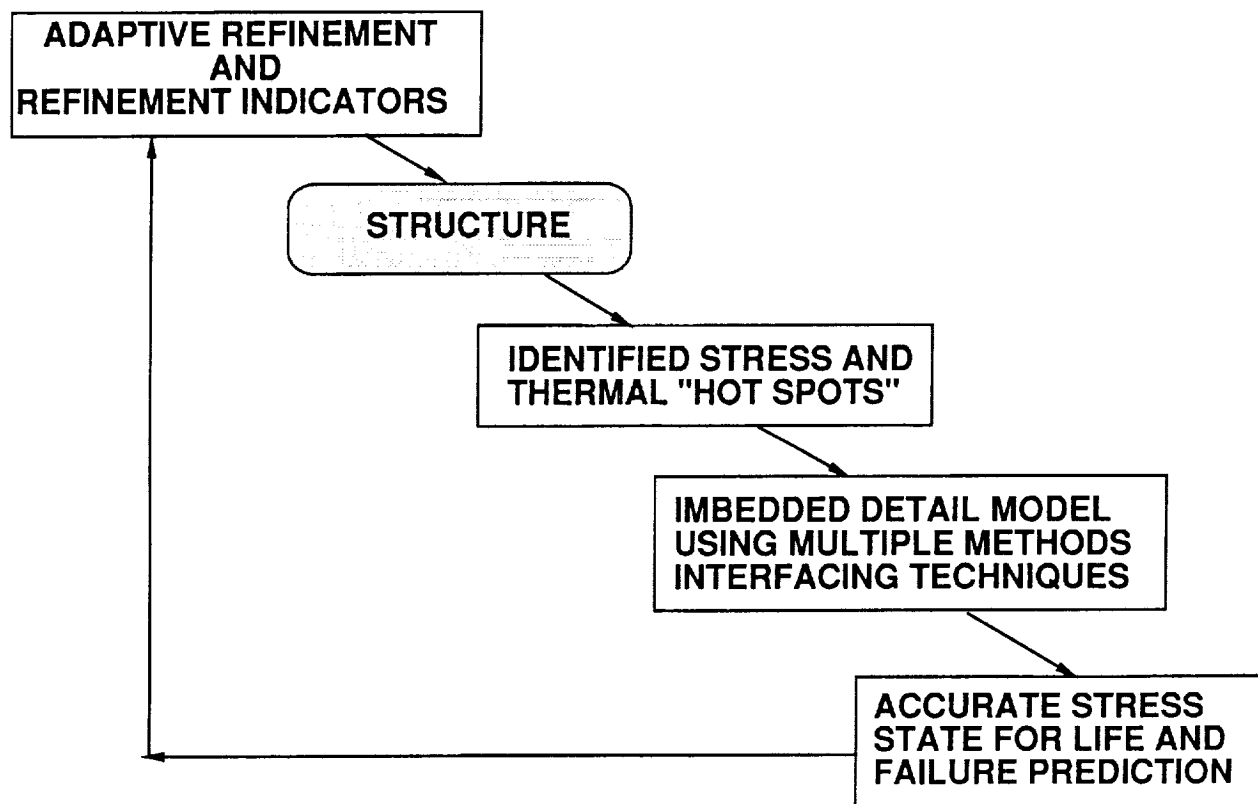 ADAPTIVE REFINEMENT
AND
REFINEMENT INDICATORS
STRUCTURE
IDENTIFIED STRESS AND
THERMAL "HOT SPOTS"
IMBEDDED DETAIL MODEL
USING MULTIPLE METHODS
INTERFACING TECHNIQUES
ACCURATE STRESS
STATE FOR LIFE AND
FAILURE PREDICTION